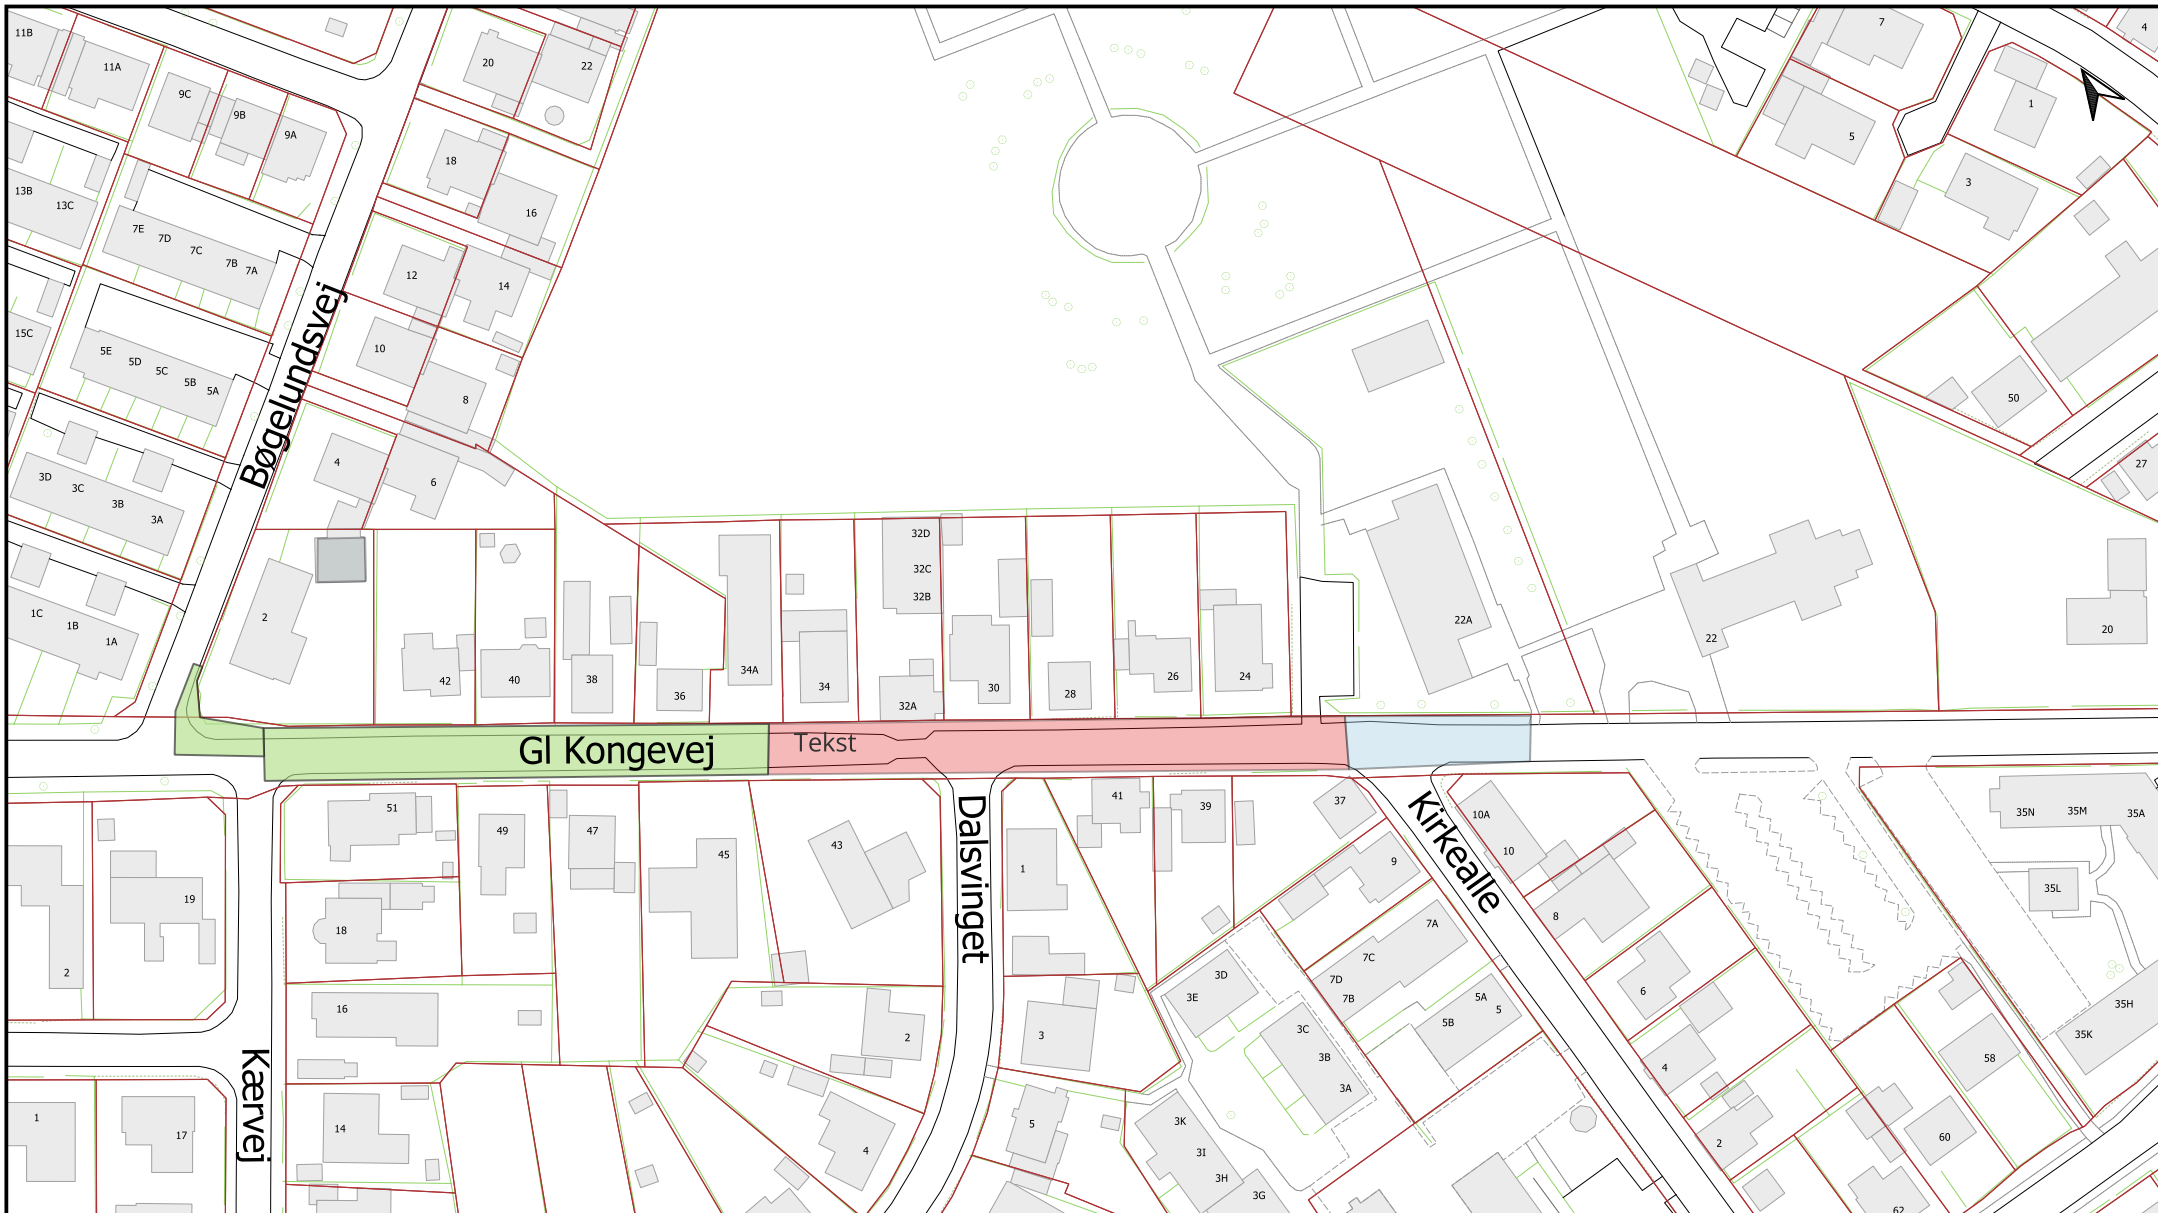 11B
11A
20
22
7
4
9C
9B
9A
1
5
18
13B
13C
16
3
7E
7D
7C
7B
7A
12
14
Bøgelundsvej
15C
10
5E
5D
5C
5B
5A
8
50
4
6
27
3D
3C
3B
3A
32D
32C
32B
1C
1B
1A
2
22A
22
20
42
40
38
36
34A
34
32A
30
28
26
24
Gl Kongevej
Tekst
51
49
47
45
43
Dalsvinget
41
39
37
Kirkealle
10A
10
35N
35M
35A
1
9
19
18
8
7A
35L
2
7C
7D
7B
3D
3E
5A
5
5B
6
35H
35K
16
2
3
3C
3B
3A
4
58
Kærvej
1
17
14
4
5
3K
3I
3H
3G
2
60
62